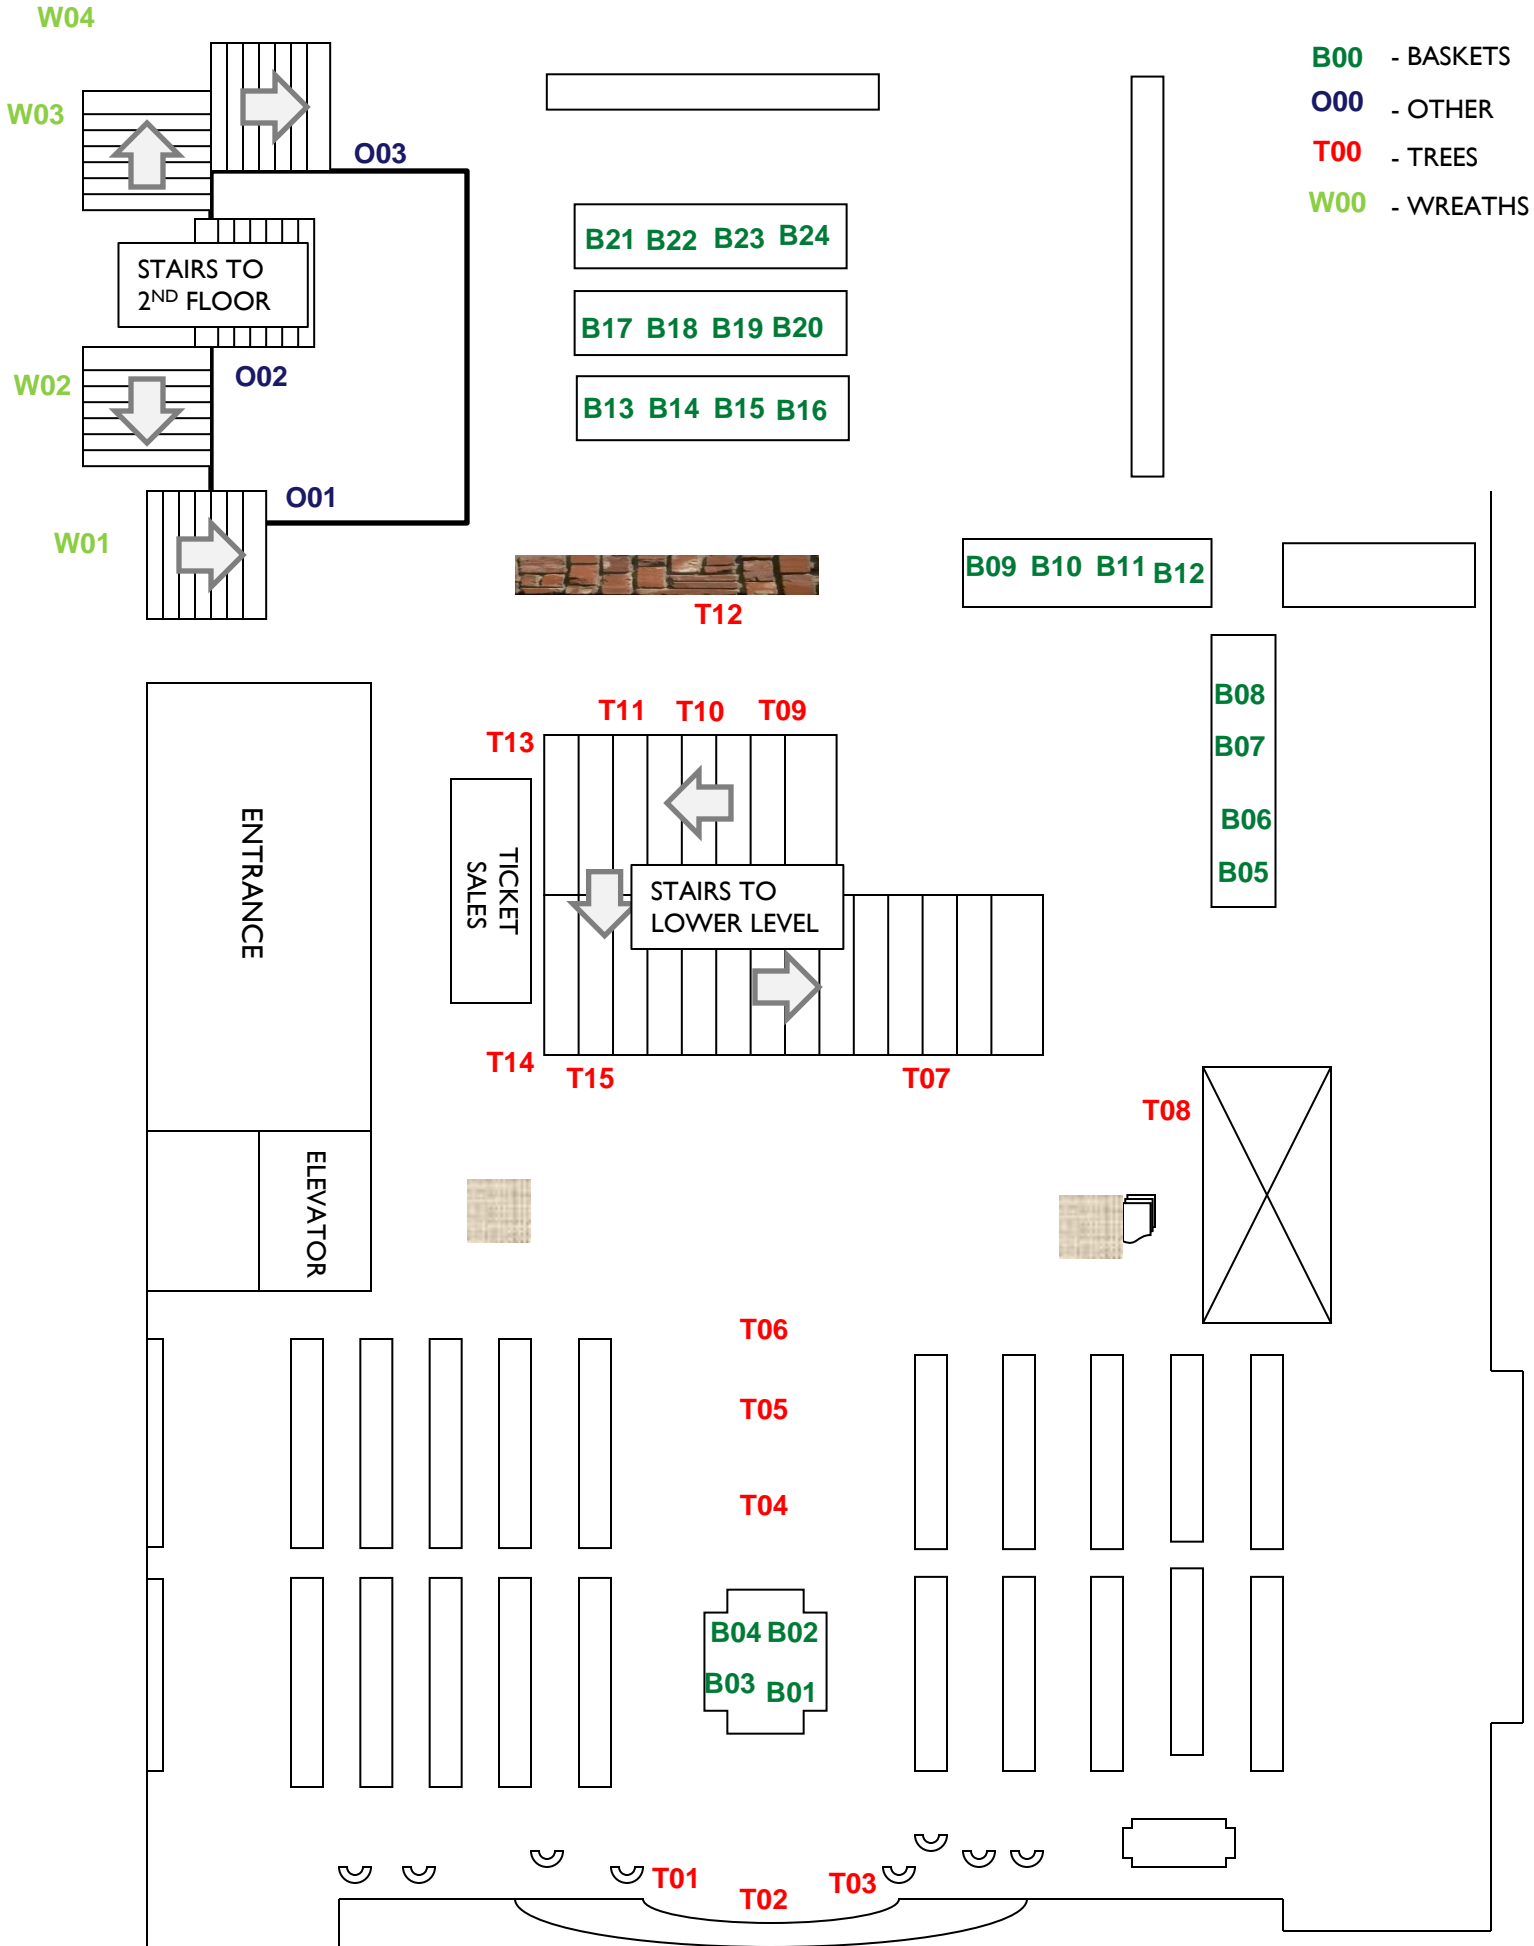 W04
B00 - BASKETS
W03
O00 - OTHER
O03
T00 - TREES
W00 - WREATHS
B21 B22 B23 B24
STAIRS TO
2ND FLOOR
B17 B18 B19 B20
W02
O02
B13 B14 B15 B16
O01
W01
B09 B10 B11 B12
T12
B08
T11 T10 T09
T13
B07
ENTRANCE
TICKET
SALES
B06
STAIRS TO
LOWER LEVEL
B05
T14
T15
T07
T08
ELEVATOR
T06
T05
T04
B04 B02
B03 B01
T01
T02
T03